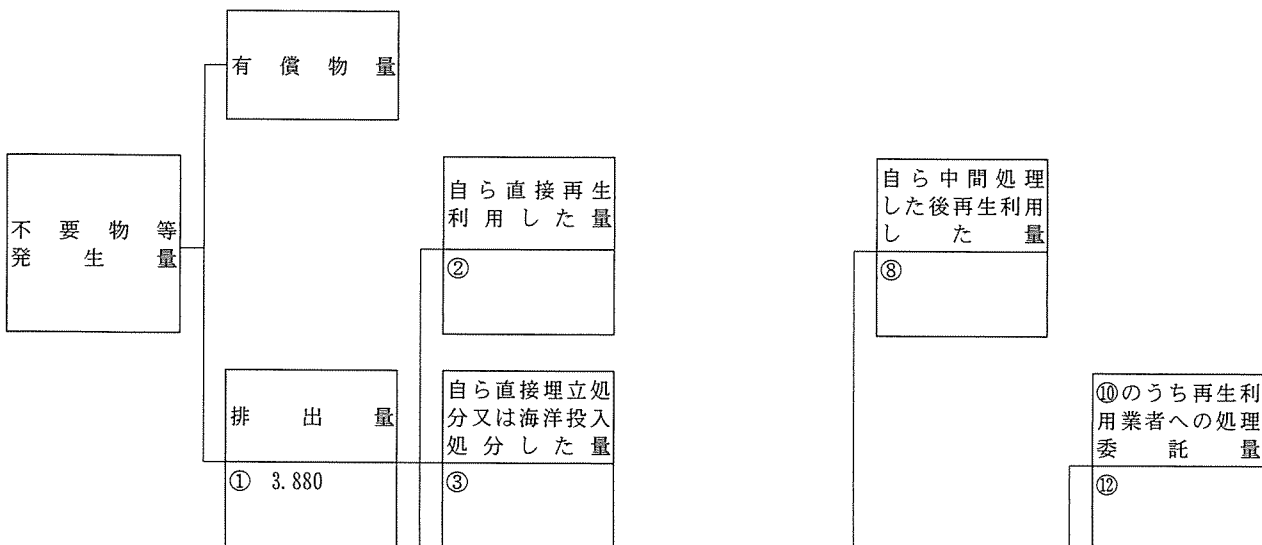 有償物量
不要物等
発生量
自ら直接再生
利用した量
②
自ら中間処理
した後再生利用
した量
⑧
排出量
① 3.880
自ら直接埋立処
分又は海洋投入
処分した量
③
⑩のうち再生利
用業者への処理
委託量
⑫